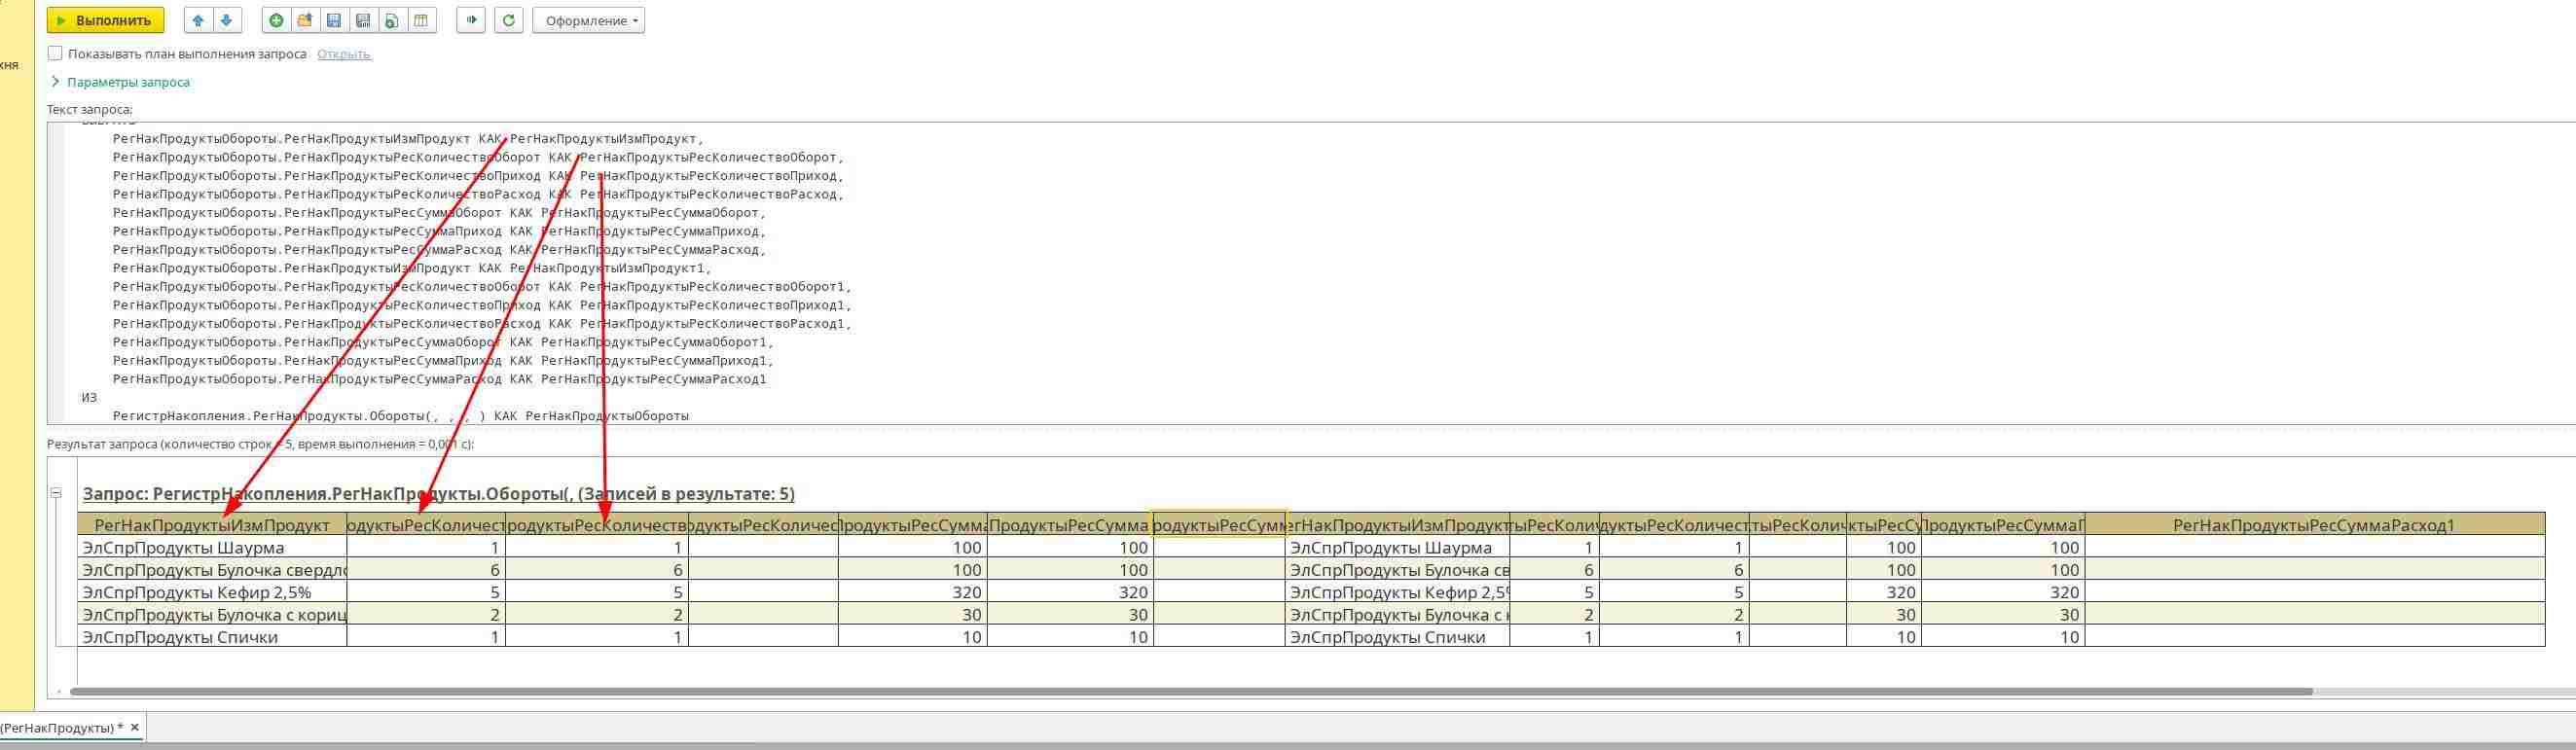 Выполнить
Оформление
Показывать план выполнения запроса Открыть
хня
Параметры запроса
Текст запроса:
РегНакПродуктыОбороты.РегНакПродуктыИзмПродукт КАК РегНакПродуктыИзмПродукт,
РегНакПродуктыОбороты.РегНакПродуктыРесКоличествоОборот КАК РегНакПродуктыРесКоличествоОборот,
РегНакПродуктыОбороты.РегНакПродуктыРесКоличествоПриход КАК РегНакПродуктыРесКоличествоПриход,
РегНакПродуктыОбороты.РегНакПродуктыРесКоличествоРасход КАК РегНакПродуктыРесКоличествоРасход,
РегНакПродуктыОбороты.РегНакПродуктыРесСуммаОборот КАК РегНакПродуктыРесСуммаОборот,
РегНакПродуктыОбороты.РегНакПродуктыРесСуммаПриход КАК РегНакПродуктыРесСуммаПриход,
РегНакПродуктыОбороты.РегНакПродуктыРесСуммаРасход КАК РегНакПродуктыРесСуммаРасход,
РегНакПродуктыОбороты.РегНакПродуктыИзмПродукт КАК РегНакПродуктыИзмПродукт1,
РегНакПродуктыОбороты.РегНакПродуктыРесКоличествоОборот КАК РегНакПродуктыРесКоличествоОборот1,
РегНакПродуктыОбороты.РегНакПродуктыРесКоличествоПриход КАК РегНакПродуктыРесКоличествоПриход1,
РегНакПродуктыОбороты.РегНакПродуктыРесКоличествоРасход КАК РегНакПродуктыРесКоличествоРасход1,
РегНакПродуктыОбороты.РегНакПродуктыРесСуммаОборот КАК РегНакПродуктыРесСуммаОборот1,
РегНакПродуктыОбороты.РегНакПродуктыРесСуммаПриход КАК РегНакПродуктыРесСуммаПриход1,
РегНакПродуктыОбороты.РегНакПродуктыРесСуммаРасход КАК РегНакПродуктыРесСуммаРасход1
ИЗ
РегистрНакопления.РегНакПродукты.Обороты(, , , ) КАК РегНакПродуктыОбороты
Результат запроса (количество строк = 5, время выполнения = 0,001 с):
Запрос: РегистрНакопления.РегНакПродукты.Обороты(, (Записей в результате: 5)
РегНакПродуктыИзмПродукт одуктыРесКоличест родуктыРесКоличеств одуктыРесКоличес ПродуктыРесСумма ПродуктыРесСумма родуктыРесСумм егНакПродуктыИзмПродукт тыРесКолич дуктыРесКоличест тыРесКолич ктыРесСу ПродуктыРесСуммаП РегНакПродуктыРесСуммаРасход1
ЭлСпрПродукты Шаурма 1 1 100 100 ЭлСпрПродукты Шаурма 1 1 100 100
ЭлСпрПродукты Булочка свердло 6 6 100 100 ЭлСпрПродукты Булочка св 6 6 100 100
ЭлСпрПродукты Кефир 2,5% 5 5 320 320 ЭлСпрПродукты Кефир 2,5% 5 5 320 320
ЭлСпрПродукты Булочка с кориц 2 2 30 30 ЭлСпрПродукты Булочка с к 2 2 30 30
ЭлСпрПродукты Спички 1 1 10 10 ЭлСпрПродукты Спички 1 1 10 10
(РегНакПродукты) *